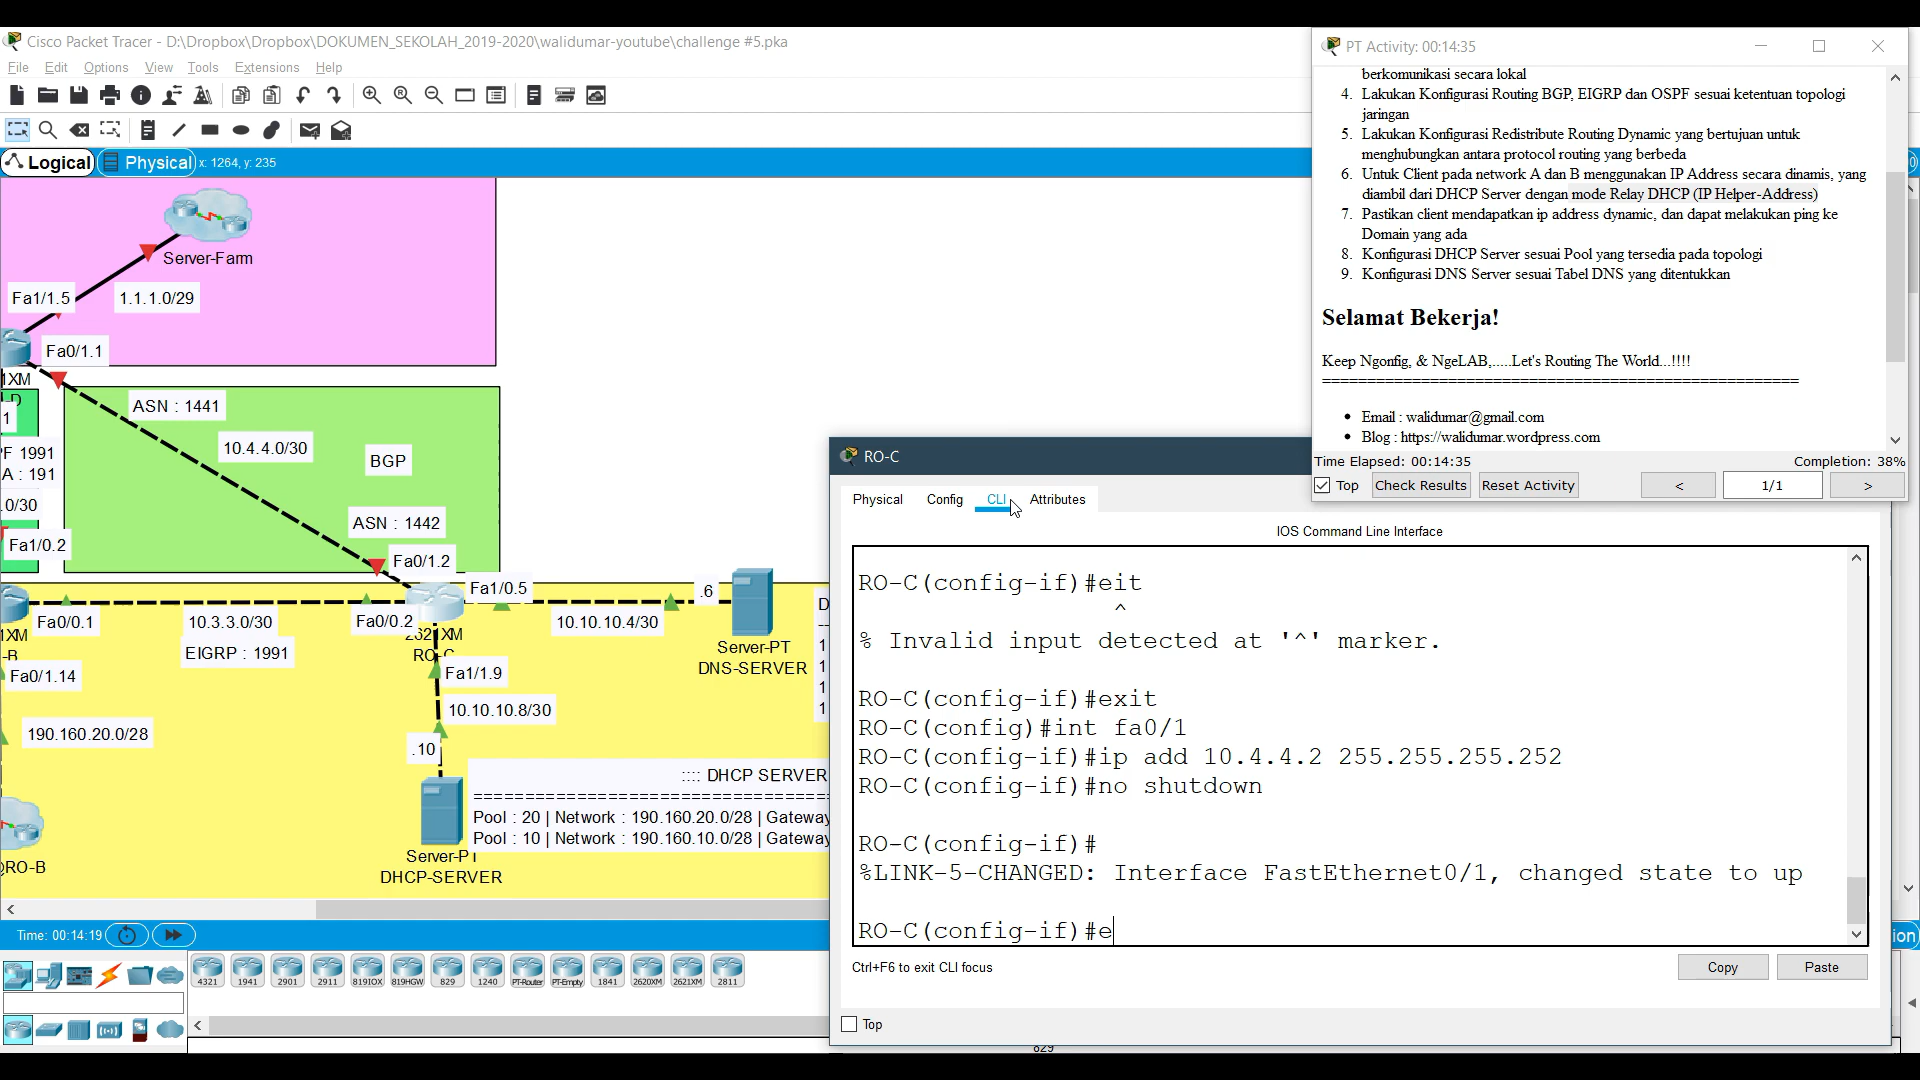 Cisco Packet Tracer - D:\Dropbox\Dropbox\DOKUMEN_SEKOLAH_2019-2020\walidumar-youtube\challenge #5.pka
File Edit Options View Tools Extensions Help
Logical
Physical
x: 1264, y: 235
Server-Farm
Fa1/1.5
1.1.1.0/29
Fa0/1.1
1XM
ASN : 1441
10.4.4.0/30
BGP
PF 1991
A : 191
.0/30
Fa1/0.2
ASN : 1442
Fa0/1.2
Fa1/0.5
.6
Fa0/0.1
10.3.3.0/30
Fa0/0.2
10.10.10.4/30
EIGRP : 1991
2621XM
RO-C
Server-PT
DNS-SERVER
1XM
-B
Fa0/1.14
Fa1/1.9
10.10.10.8/30
190.160.20.0/28
.10
:::: DHCP SERVER
==================================
Pool : 20 | Network : 190.160.20.0/28 | Gateway
Pool : 10 | Network : 190.160.10.0/28 | Gateway
RO-B
Server-PT
DHCP-SERVER
Time: 00:14:19
4321 1941 2901 2911 819IOX 819HGW 829 1240 PT-Router PT-Empty 1841 2620XM 2621XM 2811
829
PT Activity: 00:14:35
berkomunikasi secara lokal
4. Lakukan Konfigurasi Routing BGP, EIGRP dan OSPF sesuai ketentuan topologi
jaringan
5. Lakukan Konfigurasi Redistribute Routing Dynamic yang bertujuan untuk
menghubungkan antara protocol routing yang berbeda
6. Untuk Client pada network A dan B menggunakan IP Address secara dinamis, yang
diambil dari DHCP Server dengan mode Relay DHCP (IP Helper-Address)
7. Pastikan client mendapatkan ip address dynamic, dan dapat melakukan ping ke
Domain yang ada
8. Konfigurasi DHCP Server sesuai Pool yang tersedia pada topologi
9. Konfigurasi DNS Server sesuai Tabel DNS yang ditentukkan
Selamat Bekerja!
Keep Ngonfig, & NgeLAB,.....Let's Routing The World...!!!!
=====================================================
• Email : walidumar@gmail.com
• Blog : https://walidumar.wordpress.com
Time Elapsed: 00:14:35
Completion: 38%
Top
Check Results
Reset Activity
<
1/1
>
RO-C
Physical Config CLI Attributes
IOS Command Line Interface
RO-C(config-if)#eit
^
% Invalid input detected at '^' marker.
RO-C(config-if)#exit
RO-C(config)#int fa0/1
RO-C(config-if)#ip add 10.4.4.2 255.255.255.252
RO-C(config-if)#no shutdown
RO-C(config-if)#
%LINK-5-CHANGED: Interface FastEthernet0/1, changed state to up
RO-C(config-if)#e
Ctrl+F6 to exit CLI focus
Copy
Paste
Top